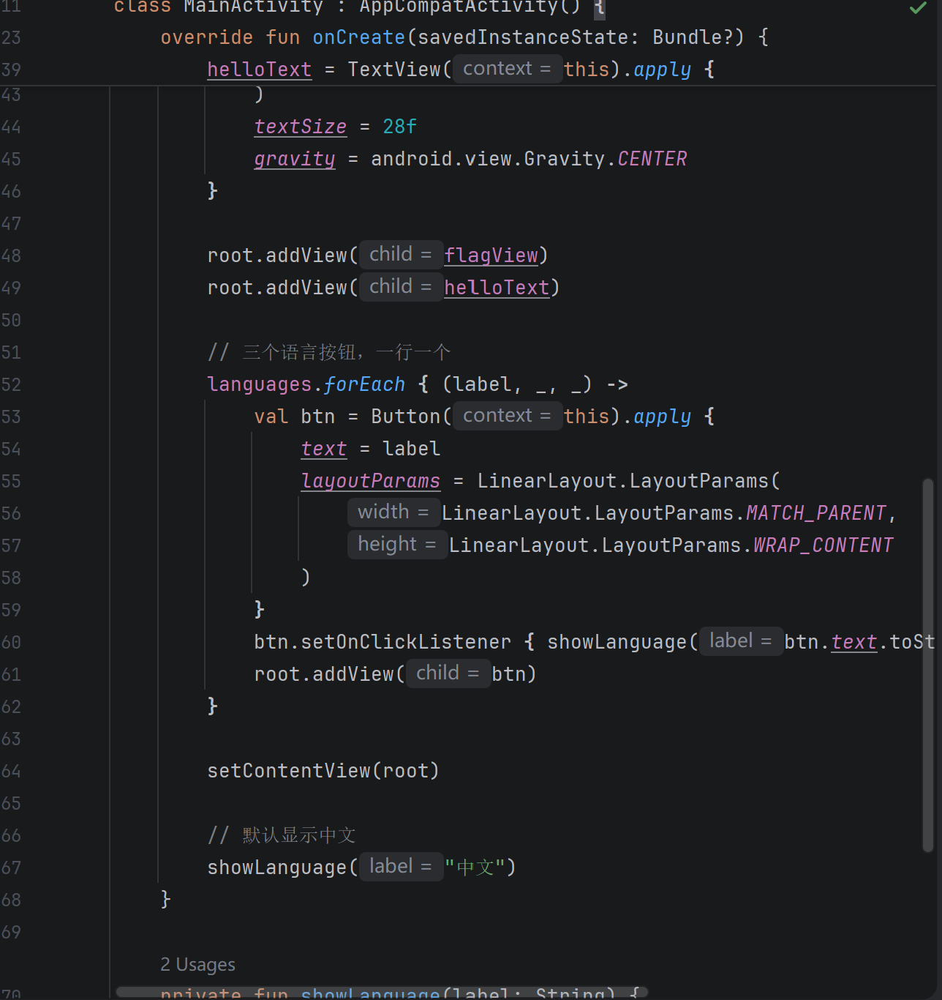 11 class MainActivity : AppCompatActivity() {
23 override fun onCreate(savedInstanceState: Bundle?) {
39 helloText = TextView( context = this).apply {
43 )
44 textSize = 28f
45 gravity = android.view.Gravity.CENTER
46 }
47
48 root.addView( child = flagView)
49 root.addView( child = helloText)
50
51 // 三个语言按钮，一行一个
52 languages.forEach { (label, _, _) ->
53 val btn = Button( context = this).apply {
54 text = label
55 layoutParams = LinearLayout.LayoutParams(
56 width = LinearLayout.LayoutParams.MATCH_PARENT,
57 height = LinearLayout.LayoutParams.WRAP_CONTENT
58 )
59 }
60 btn.setOnClickListener { showLanguage( label = btn.text.toSt
61 root.addView( child = btn)
62 }
63
64 setContentView(root)
65
66 // 默认显示中文
67 showLanguage( label = "中文")
68 }
69
2 Usages
70 private fun showLanguage(label: String) {